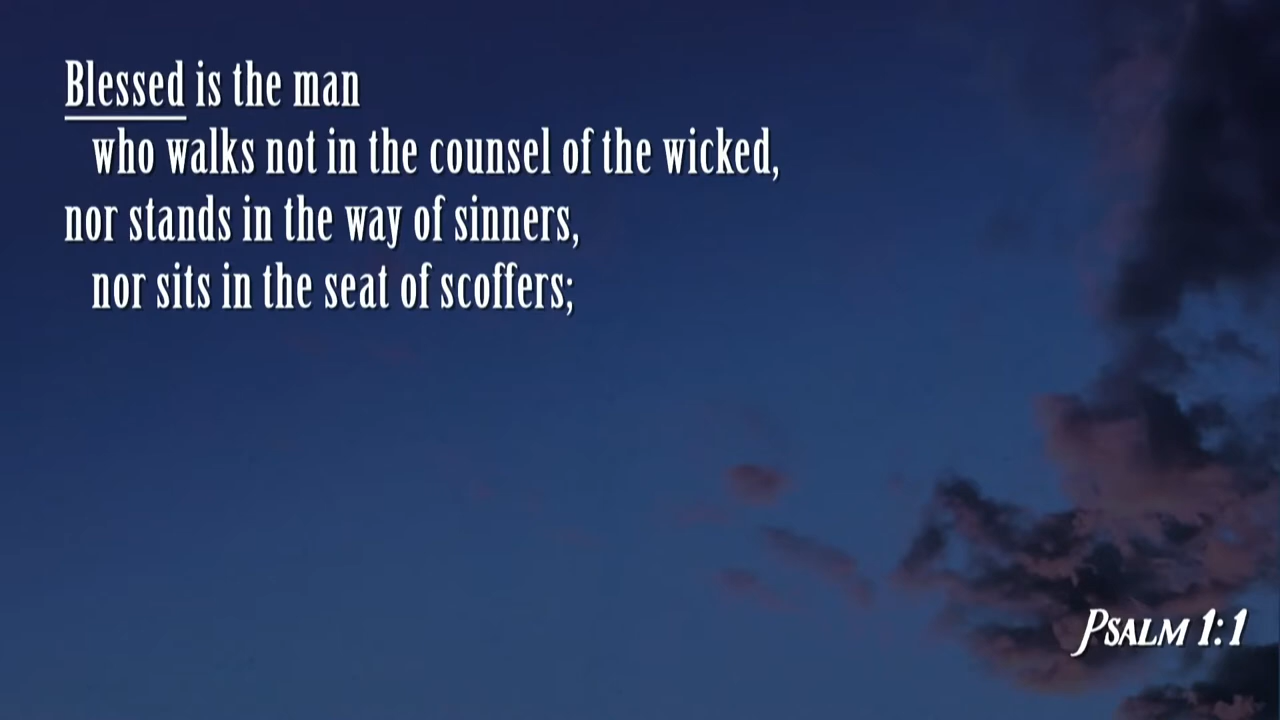 Blessed is the man
who walks not in the counsel of the wicked,
nor stands in the way of sinners,
nor sits in the seat of scoffers;
Psalm 1:1